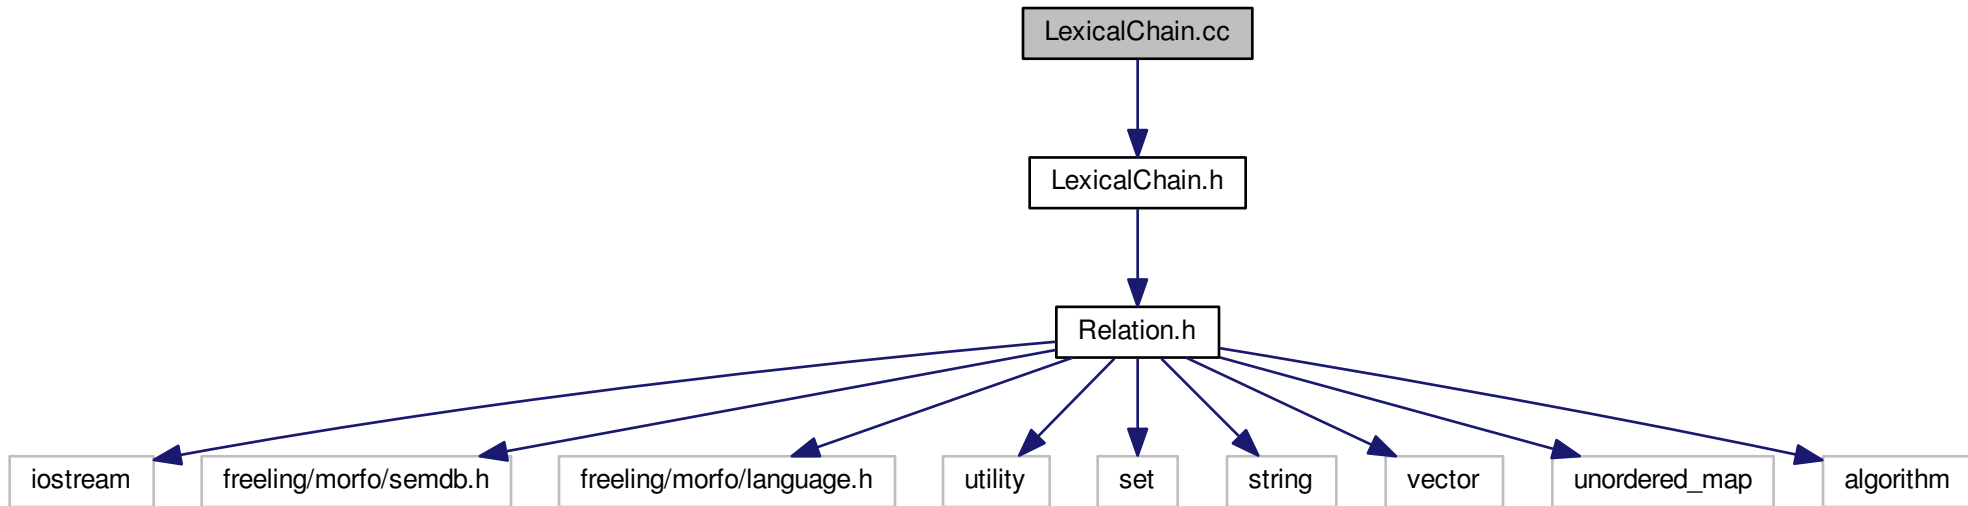 LexicalChain.cc
LexicalChain.h
Relation.h
iostream
freeling/morfo/semdb.h
freeling/morfo/language.h
utility
set
string
vector
unordered_map
algorithm